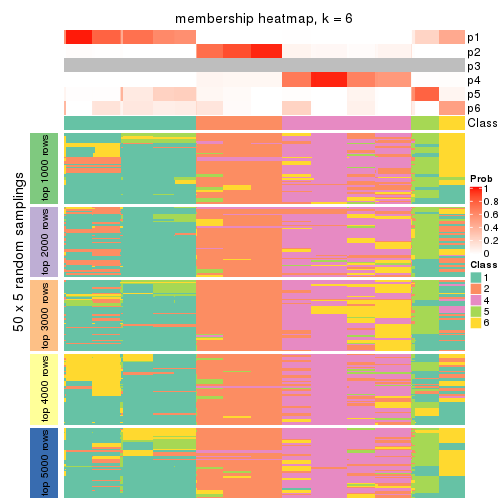 membership heatmap, k = 6
p1
p2
p3
p4
p5
p6
Class
50 x 5 random samplings
top 1000 rows
top 2000 rows
top 3000 rows
top 4000 rows
top 5000 rows
Prob
1
0.8
0.6
0.4
0.2
0
Class
1
2
4
5
6